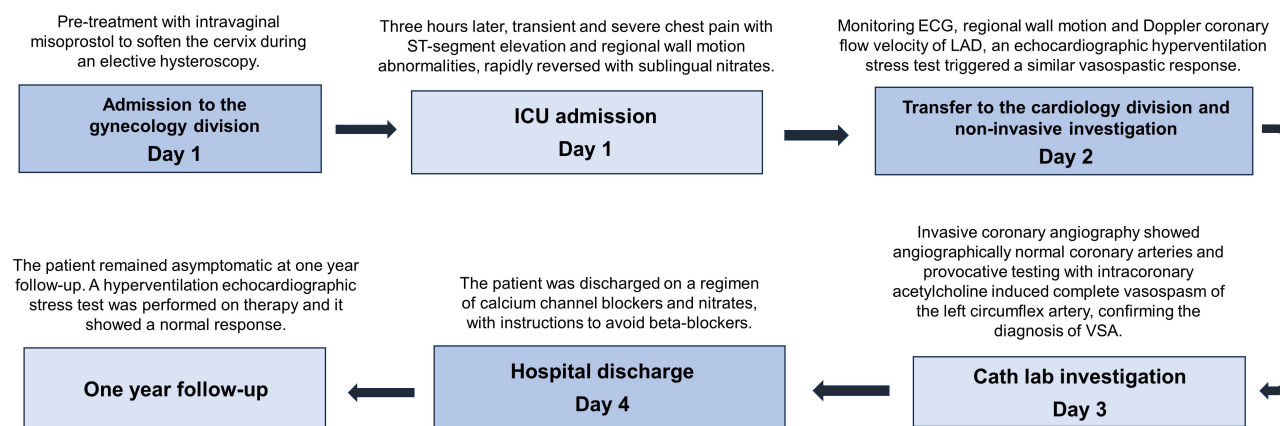 Pre-treatment with intravaginal
misoprostol to soften the cervix during
an elective hysteroscopy.
Admission to the
gynecology division
Day 1
Three hours later, transient and severe chest pain with
ST-segment elevation and regional wall motion
abnormalities, rapidly reversed with sublingual nitrates.
ICU admission
Day 1
Monitoring ECG, regional wall motion and Doppler coronary
flow velocity of LAD, an echocardiographic hyperventilation
stress test triggered a similar vasospastic response.
Transfer to the cardiology division and
non-invasive investigation
Day 2
Invasive coronary angiography showed
angiographically normal coronary arteries and
provocative testing with intracoronary
acetylcholine induced complete vasospasm of
the left circumflex artery, confirming the
diagnosis of VSA.
Cath lab investigation
Day 3
The patient was discharged on a regimen
of calcium channel blockers and nitrates,
with instructions to avoid beta-blockers.
Hospital discharge
Day 4
The patient remained asymptomatic at one year
follow-up. A hyperventilation echocardiographic
stress test was performed on therapy and it
showed a normal response.
One year follow-up